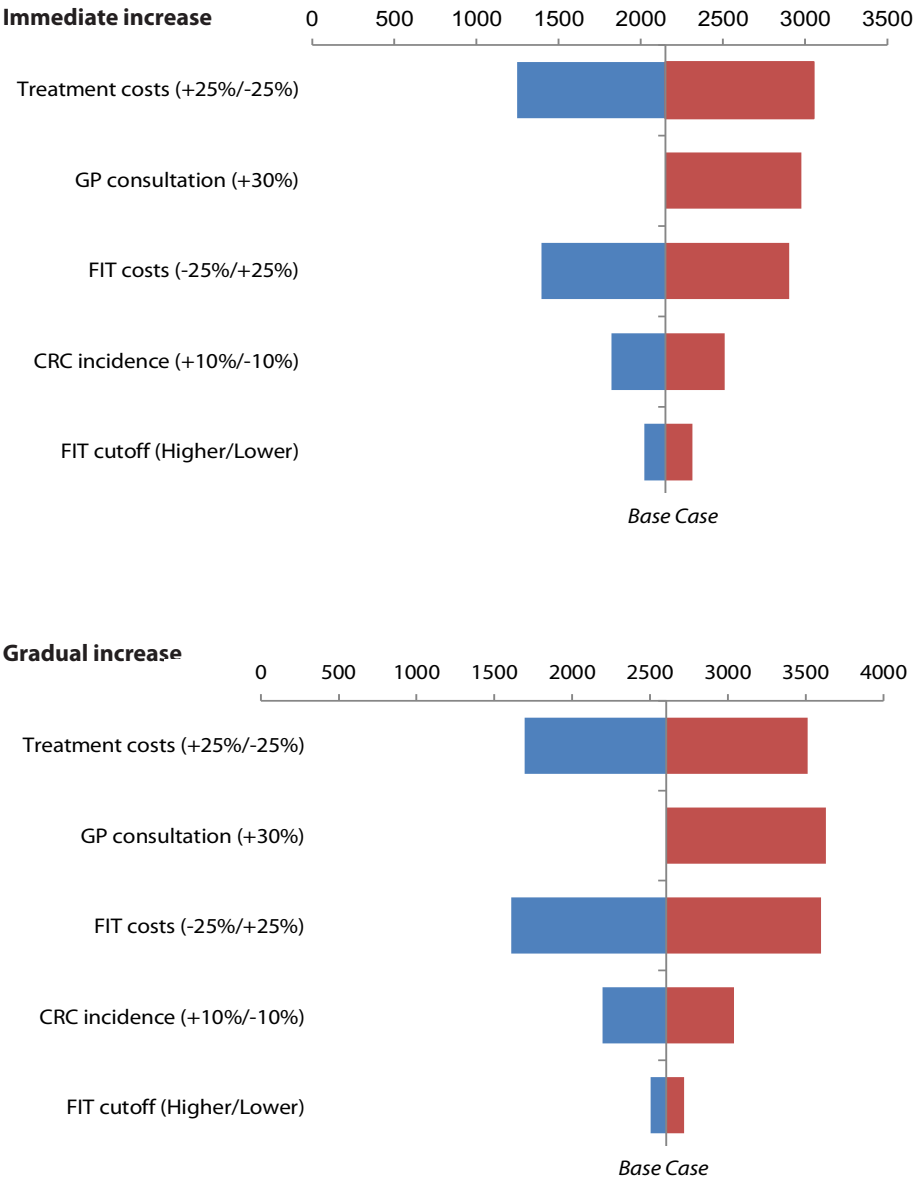 Immediate increase
0 500 1000 1500 2000 2500 3000 3500
Treatment costs (+25%/-25%)
GP consultation (+30%)
FIT costs (-25%/+25%)
CRC incidence (+10%/-10%)
FIT cutoff (Higher/Lower)
Base Case
Gradual increase
0 500 1000 1500 2000 2500 3000 3500 4000
Treatment costs (+25%/-25%)
GP consultation (+30%)
FIT costs (-25%/+25%)
CRC incidence (+10%/-10%)
FIT cutoff (Higher/Lower)
Base Case